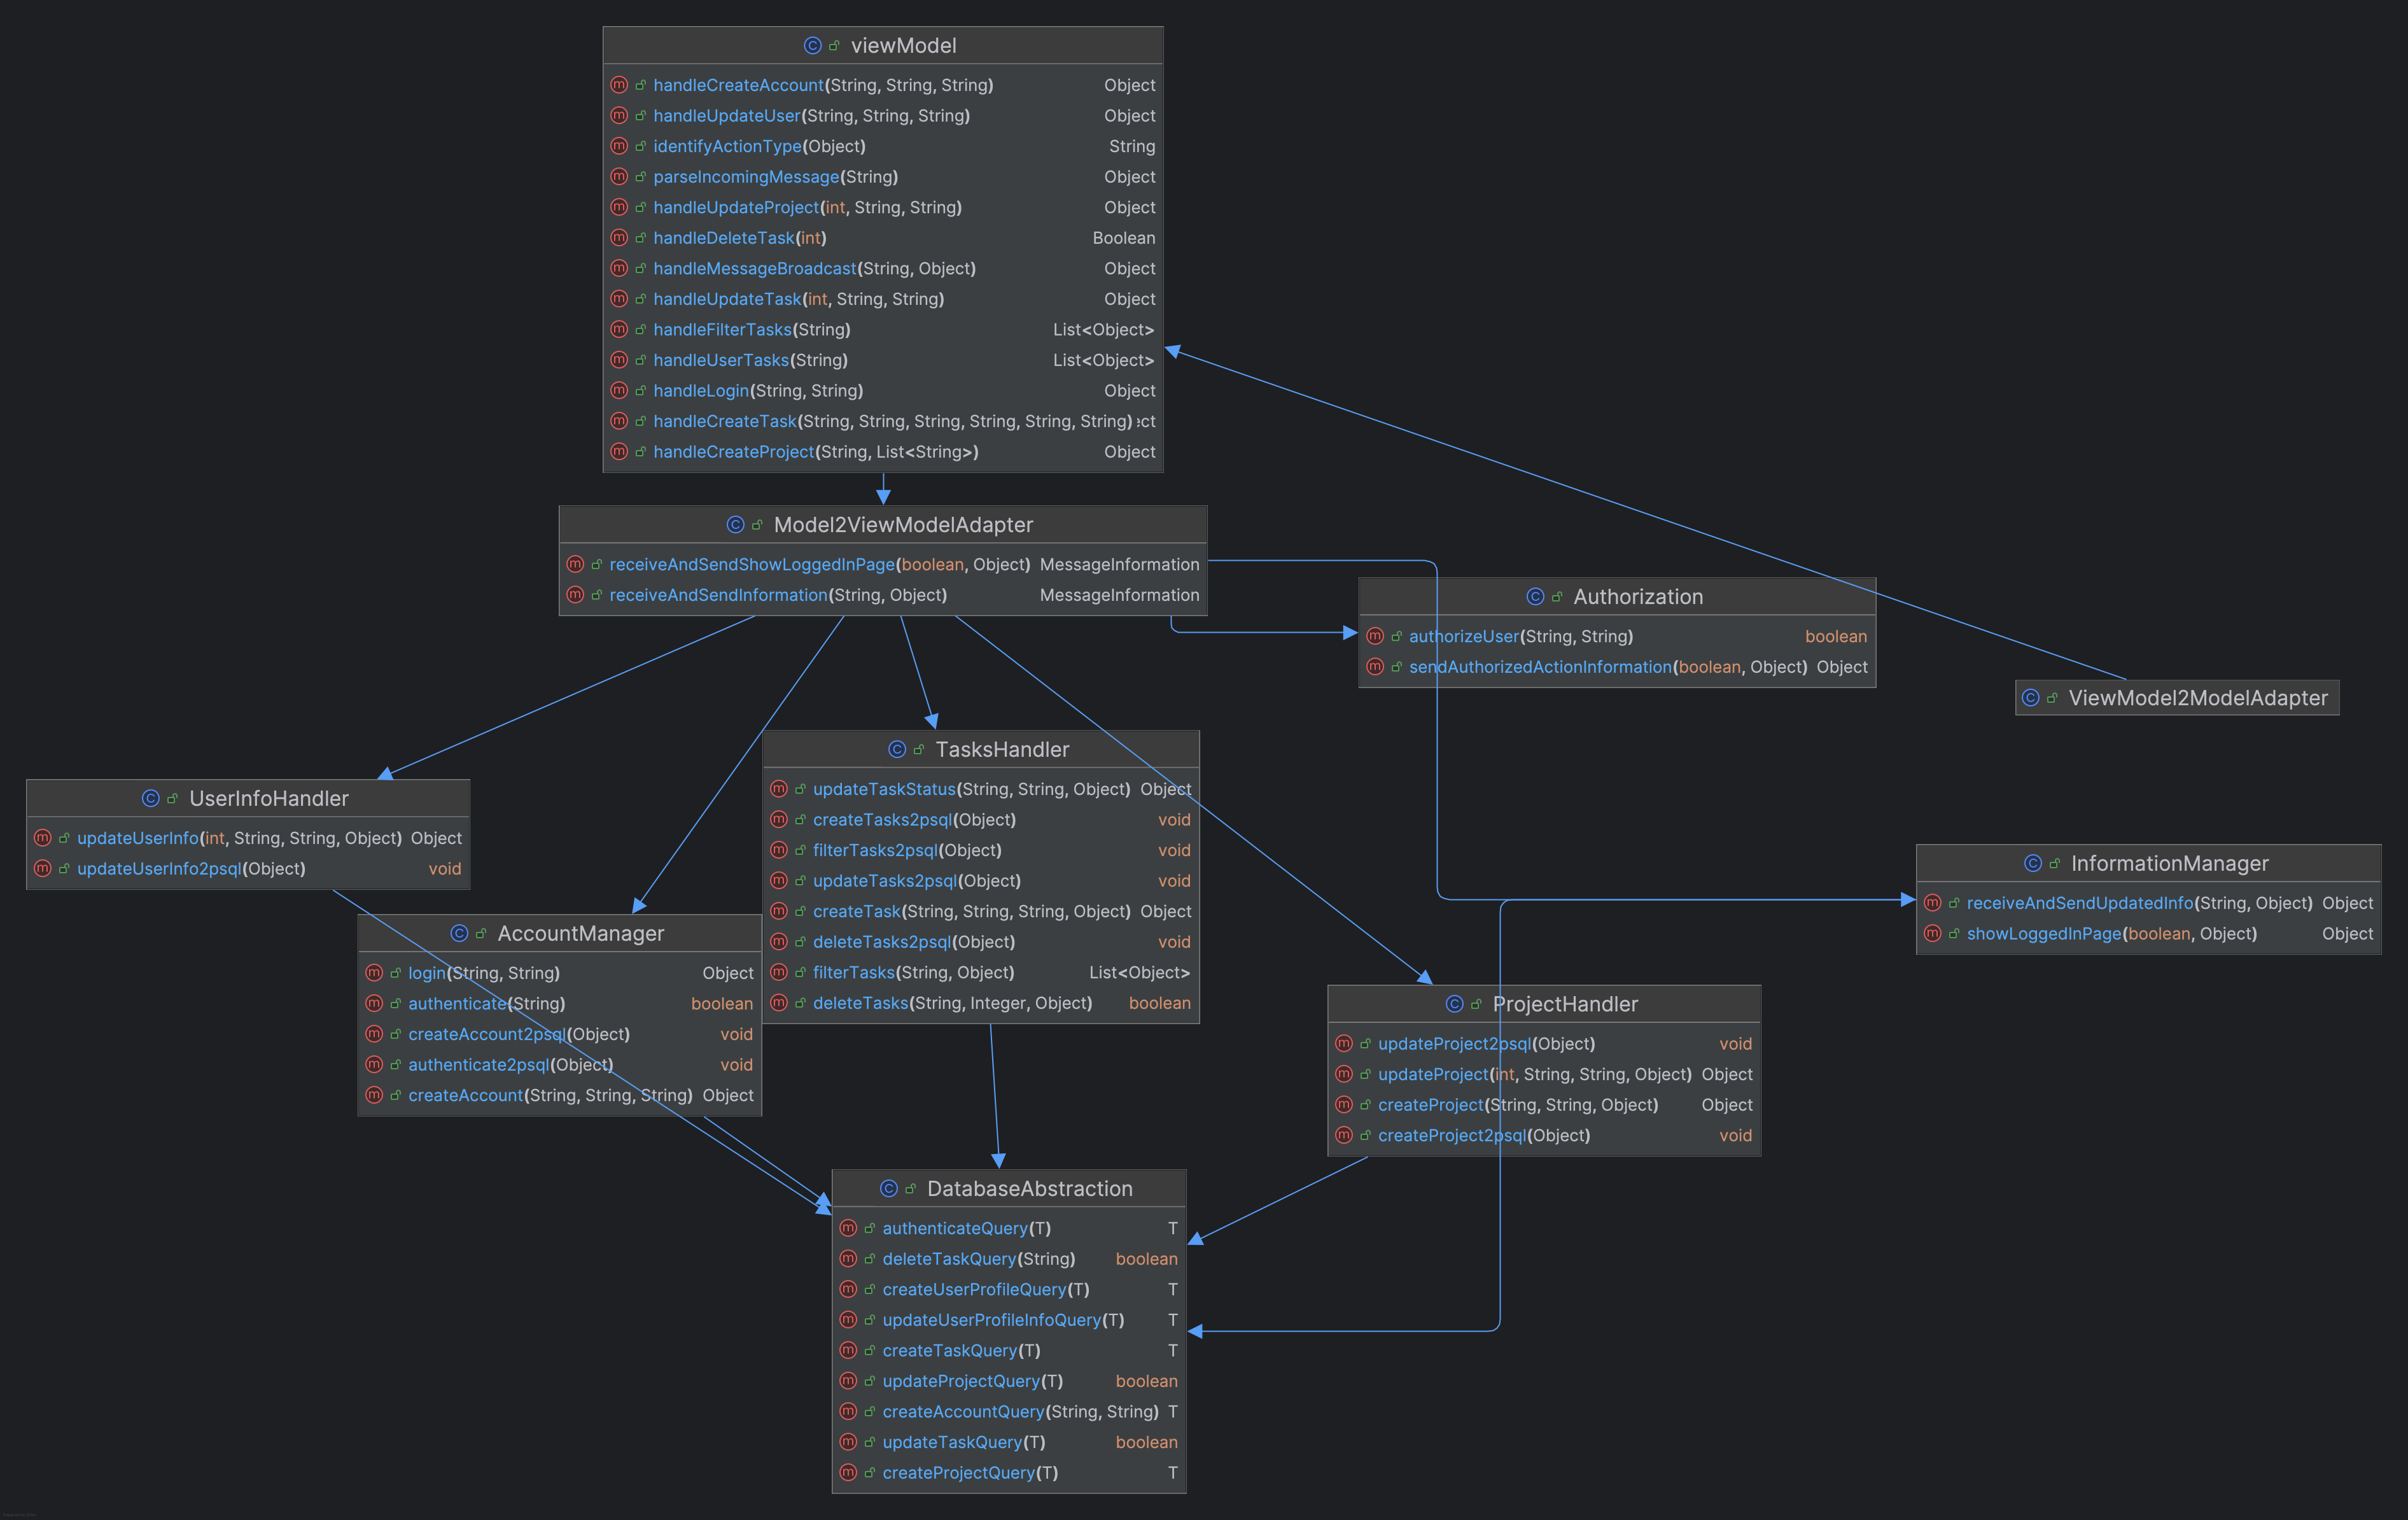 viewModel
handleCreateAccount(String, String, String) Object
handleUpdateUser(String, String, String) Object
identifyActionType(Object) String
parseIncomingMessage(String) Object
handleUpdateProject(int, String, String) Object
handleDeleteTask(int) Boolean
handleMessageBroadcast(String, Object) Object
handleUpdateTask(int, String, String) Object
handleFilterTasks(String) List<Object>
handleUserTasks(String) List<Object>
handleLogin(String, String) Object
handleCreateTask(String, String, String, String, String, String) ect
handleCreateProject(String, List<String>) Object
Model2ViewModelAdapter
receiveAndSendShowLoggedInPage(boolean, Object) MessageInformation
receiveAndSendInformation(String, Object) MessageInformation
Authorization
authorizeUser(String, String) boolean
sendAuthorizedActionInformation(boolean, Object) Object
ViewModel2ModelAdapter
TasksHandler
updateTaskStatus(String, String, Object) Object
createTasks2psql(Object) void
filterTasks2psql(Object) void
updateTasks2psql(Object) void
createTask(String, String, String, Object) Object
deleteTasks2psql(Object) void
filterTasks(String, Object) List<Object>
deleteTasks(String, Integer, Object) boolean
UserInfoHandler
updateUserInfo(int, String, String, Object) Object
updateUserInfo2psql(Object) void
InformationManager
receiveAndSendUpdatedInfo(String, Object) Object
showLoggedInPage(boolean, Object) Object
AccountManager
login(String, String) Object
authenticate(String) boolean
createAccount2psql(Object) void
authenticate2psql(Object) void
createAccount(String, String, String) Object
ProjectHandler
updateProject2psql(Object) void
updateProject(int, String, String, Object) Object
createProject(String, String, Object) Object
createProject2psql(Object) void
DatabaseAbstraction
authenticateQuery(T) T
deleteTaskQuery(String) boolean
createUserProfileQuery(T) T
updateUserProfileInfoQuery(T) T
createTaskQuery(T) T
updateProjectQuery(T) boolean
createAccountQuery(String, String) T
updateTaskQuery(T) boolean
createProjectQuery(T) T